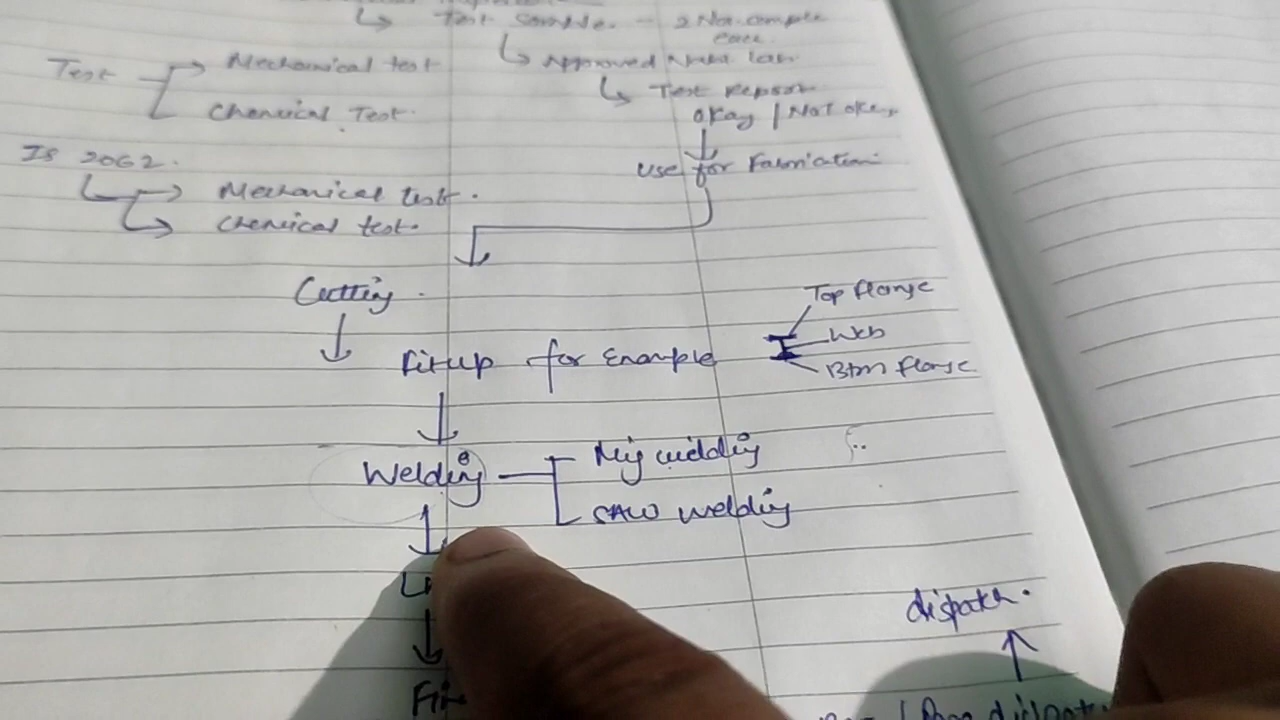 ↳ Test sample. - 2 No. sample
each.
↳ Approved NABL lab.
Test → Mechanical test
Chemical Test.
↳ Test report
okay / Not okay
IS 2062.
Use for Fabrication
→ Mechanical test.
→ Chemical test.
Cutting.
Fitup for Example
Top flange
Web
Btm flange
Welding
Mig welding
SAW welding
dispatch.